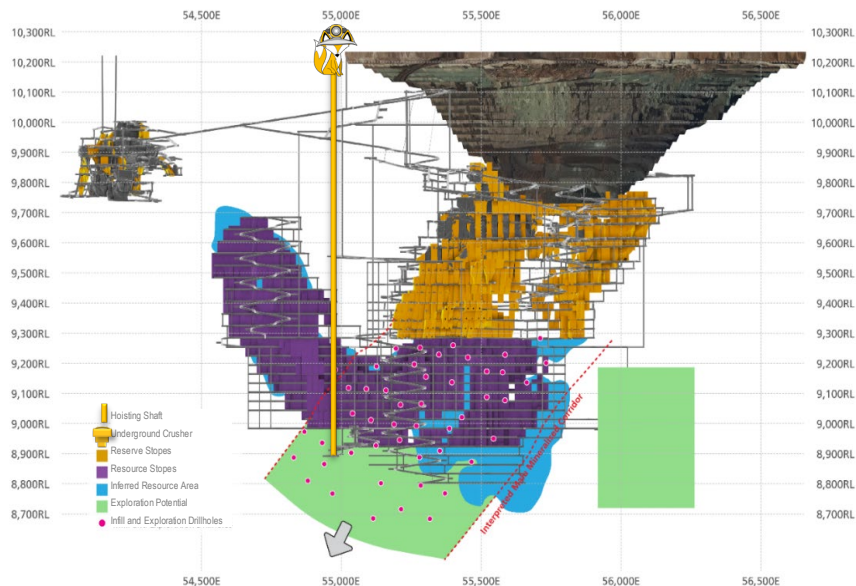 54,500E 55,000E 55,500E 56,000E 56,500E
10,300RL 10,300RL
10,200RL 10,200RL
10,100RL 10,100RL
10,000RL 10,000RL
9,900RL 9,900RL
9,800RL 9,800RL
9,700RL 9,700RL
9,600RL 9,600RL
9,500RL 9,500RL
9,400RL 9,400RL
9,300RL 9,300RL
9,200RL 9,200RL
9,100RL 9,100RL
9,000RL 9,000RL
8,900RL 8,900RL
8,800RL 8,800RL
8,700RL 8,700RL
Hoisting Shaft
Underground Crusher
Reserve Stopes
Resource Stopes
Inferred Resource Area
Exploration Potential
Infill and Exploration Drillholes
Interpreted Main Mineralised Corridor
54,500E 55,000E 55,500E 56,000E 56,500E